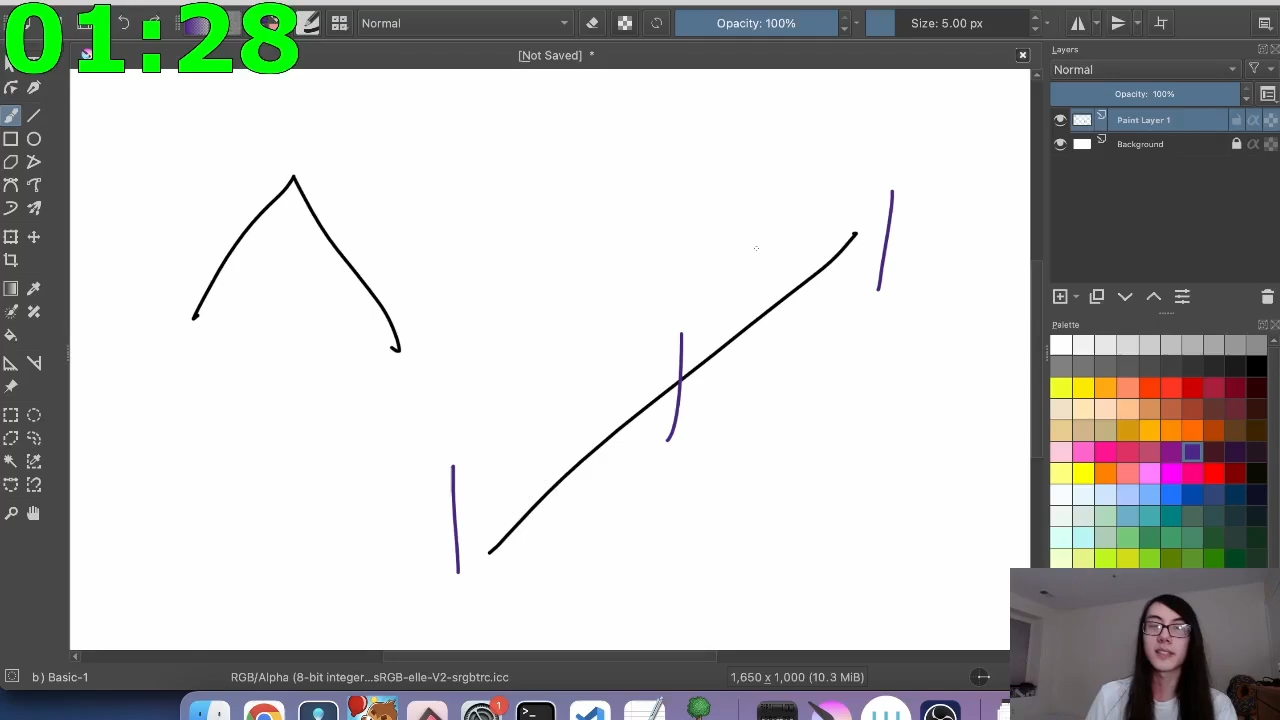 01:28
Normal
Opacity: 100%
Size: 5.00 px
[Not Saved] *
Layers
Normal
Opacity: 100%
Paint Layer 1
Background
Palette
b) Basic-1
RGB/Alpha (8-bit integer...sRGB-elle-V2-srgbtrc.icc
1,650 x 1,000 (10.3 MiB)
1